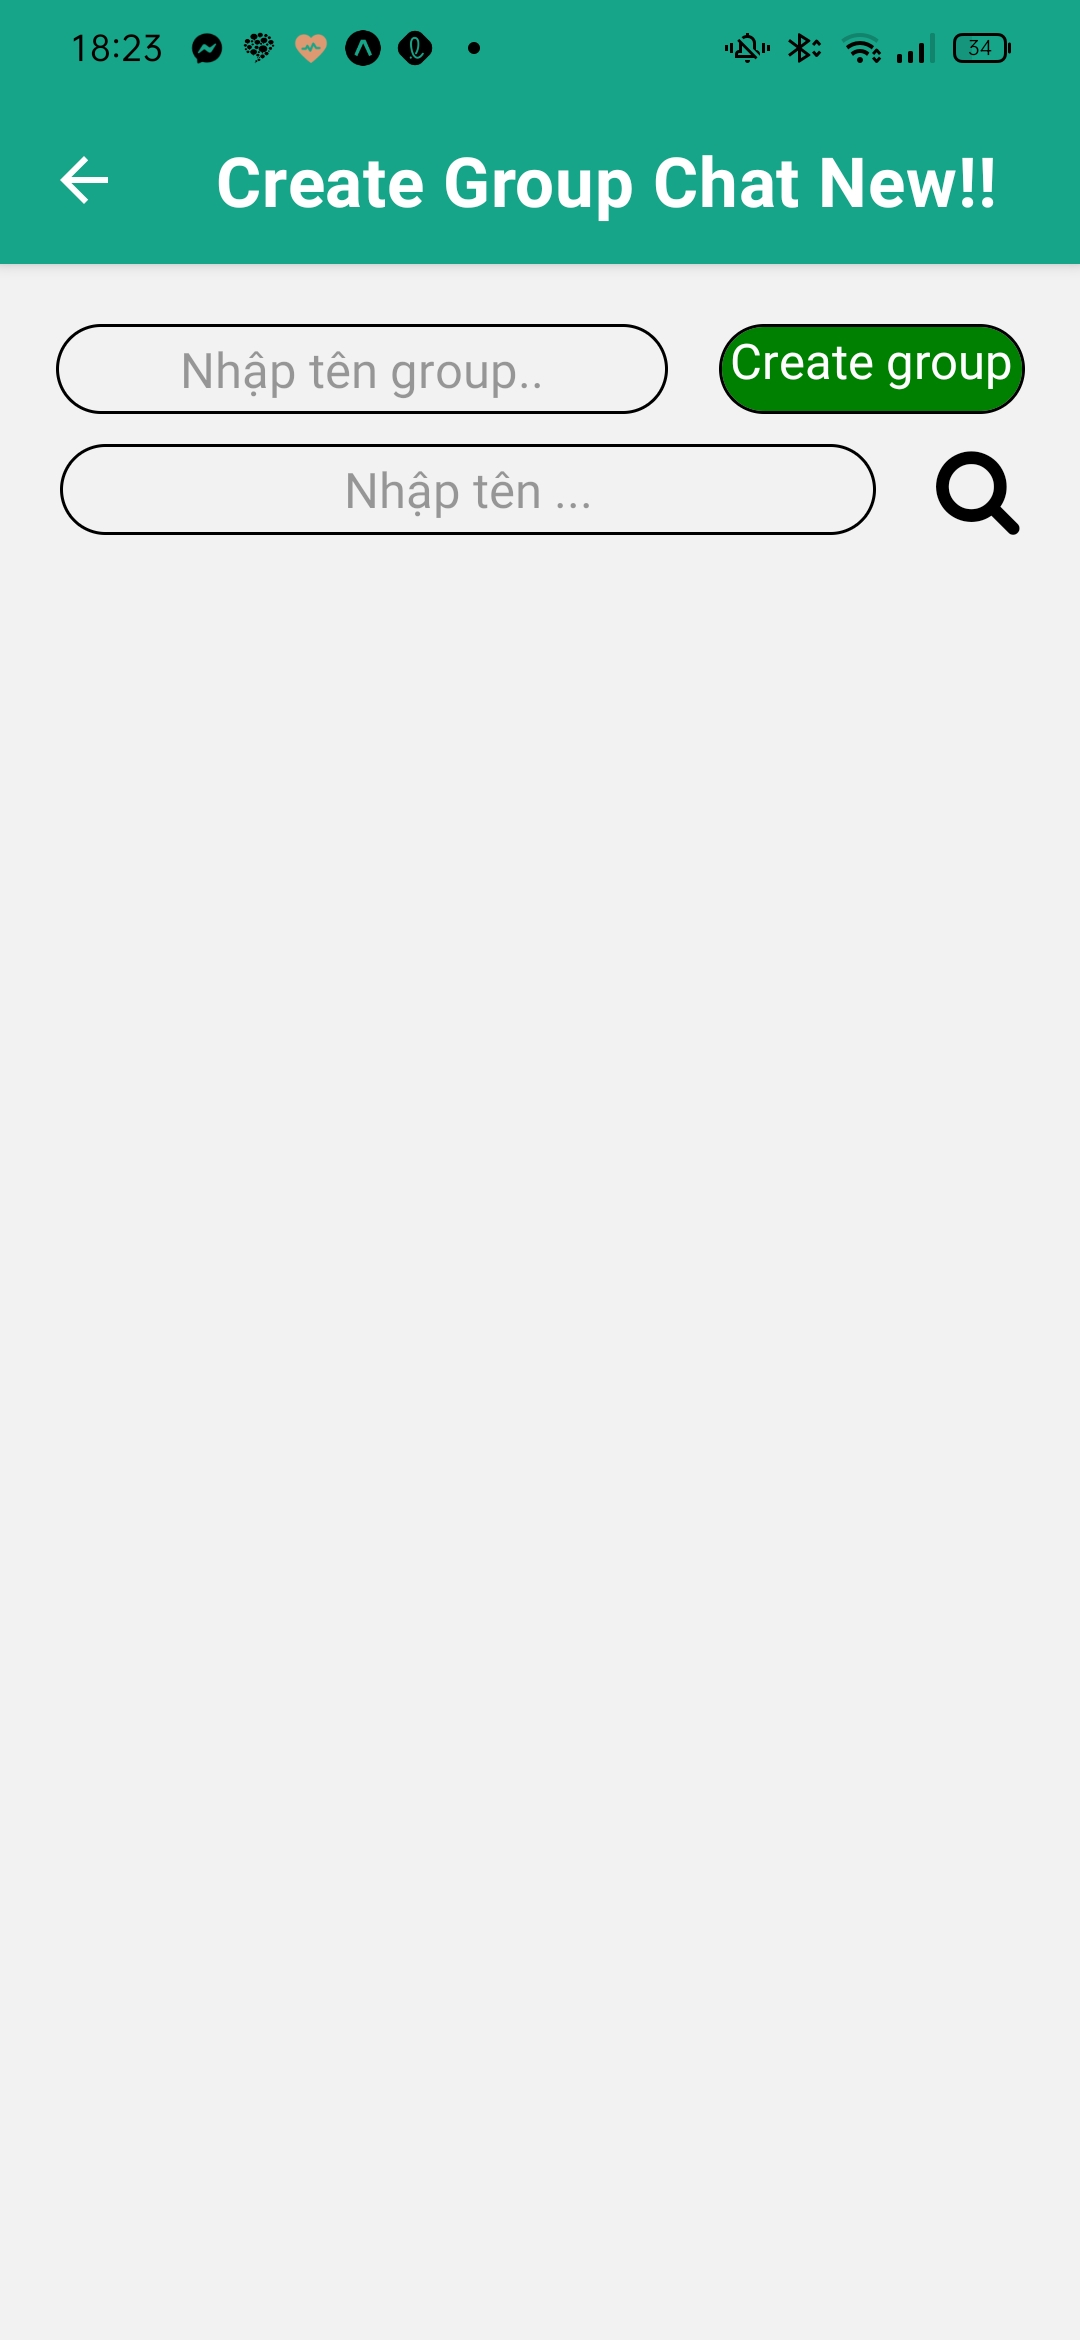 18:23
34
Create Group Chat New!!
Nhập tên group..
Create group
Nhập tên ...